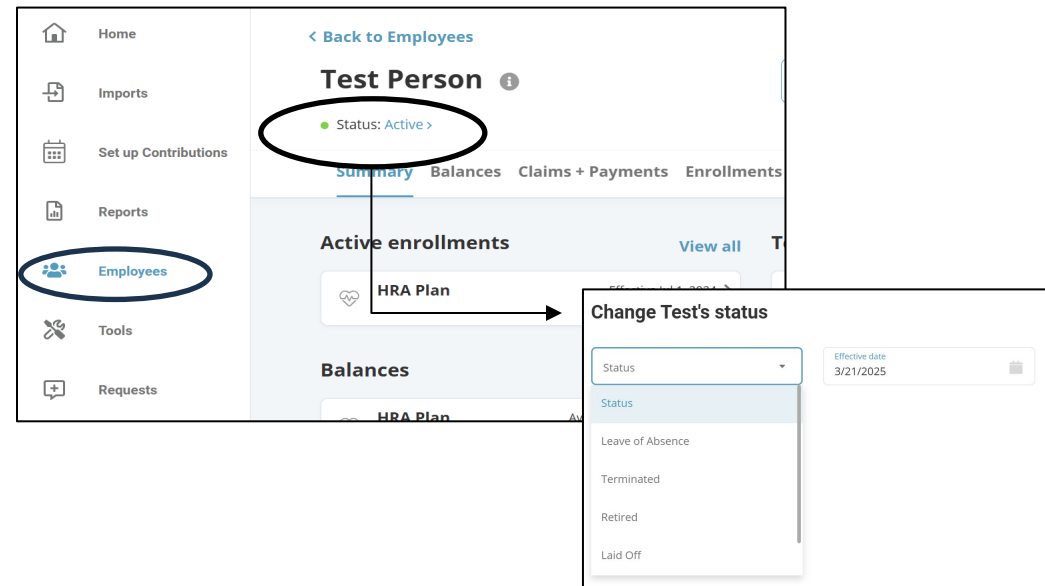 Home
Imports
Set up Contributions
Reports
Employees
Tools
Requests
Back to Employees
Test Person
Status: Active
Summary Balances Claims + Payments Enrollments
Active enrollments View all
HRA Plan
Balances
HRA Plan
Change Test's status
Status
Effective date
3/21/2025
Status
Leave of Absence
Terminated
Retired
Laid Off